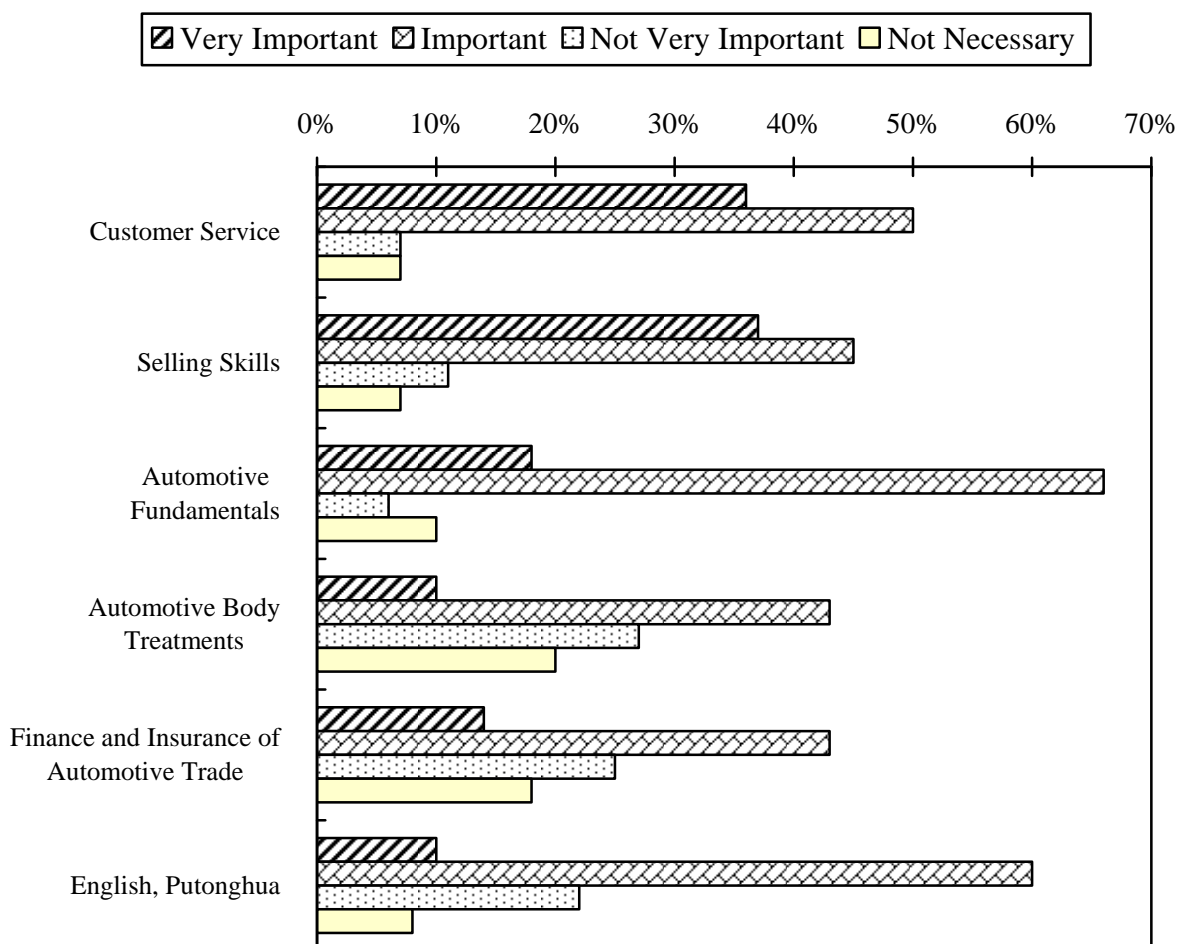 Very Important Important Not Very Important Not Necessary
0% 10% 20% 30% 40% 50% 60% 70%
Customer Service
Selling Skills
Automotive
Fundamentals
Automotive Body
Treatments
Finance and Insurance of
Automotive Trade
English, Putonghua